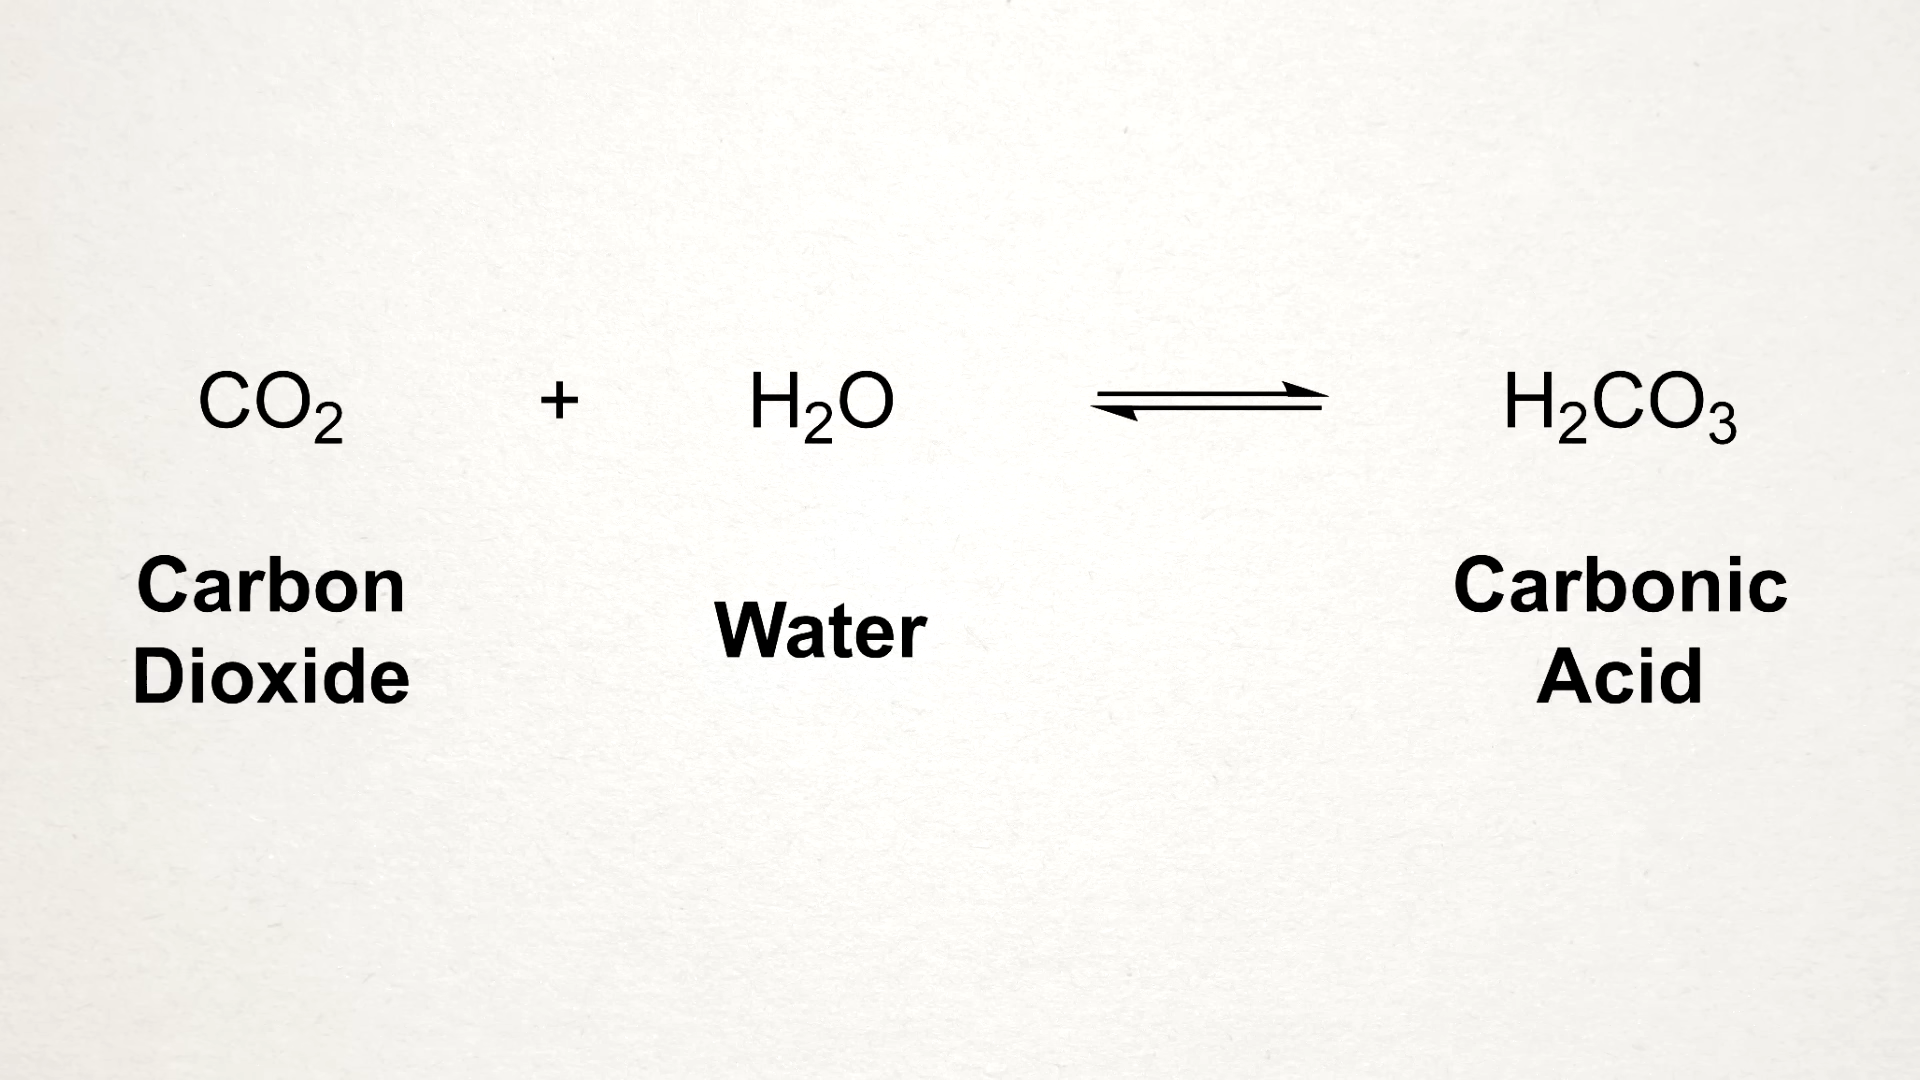 CO₂ + H₂O ⇌ H₂CO₃
Carbon Dioxide
Water
Carbonic Acid